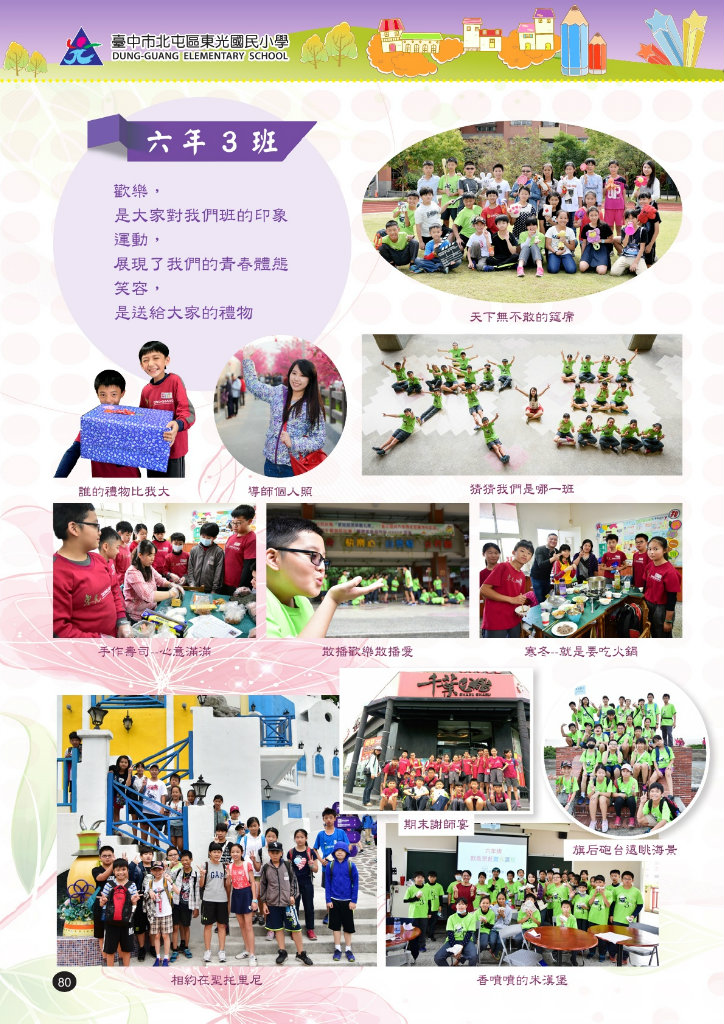 臺中市北屯區東光國民小學
DUNG-GUANG ELEMENTARY SCHOOL
六年3班
歡樂，
是大家對我們班的印象
運動，
展現了我們的青春體態
笑容，
是送給大家的禮物
天下無不散的筵席
誰的禮物比我大
導師個人照
猜猜我們是哪一班
手作壽司--心意滿滿
散播歡樂散播愛
寒冬--就是要吃火鍋
千葉火鍋
期末謝師宴
旗后砲台遠眺海景
六年級
相約在聖托里尼
香噴噴的米漢堡
80